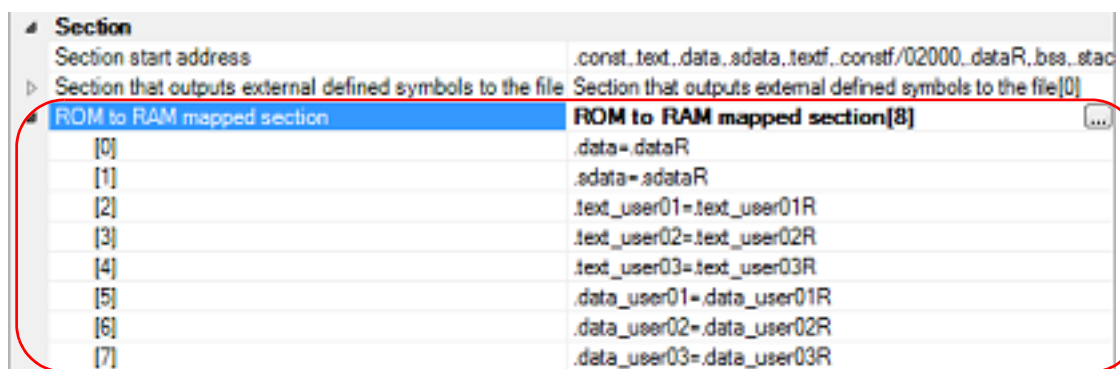 Section
Section start address .const,.text,.data,.sdata,.textf,.constf/02000,.dataR,.bss,.stac
Section that outputs external defined symbols to the file Section that outputs external defined symbols to the file[0]
ROM to RAM mapped section ROM to RAM mapped section[8] ...
[0] .data=.dataR
[1] .sdata=.sdataR
[2] .text_user01=.text_user01R
[3] .text_user02=.text_user02R
[4] .text_user03=.text_user03R
[5] .data_user01=.data_user01R
[6] .data_user02=.data_user02R
[7] .data_user03=.data_user03R